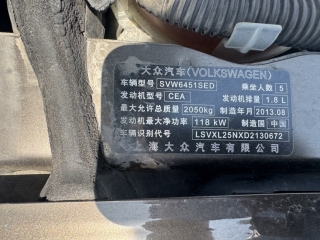 大众汽车(VOLKSWAGEN)
车辆型号 SVW6451SED 乘坐人数 5
发动机型号 CEA 发动机排量 1.8 L
最大允许总质量 2050kg 制造年月 2013.08
发动机最大净功率 118 kW 制造国 中国
车辆识别代号 LSVXL25NXD2130672
上海大众汽车有限公司